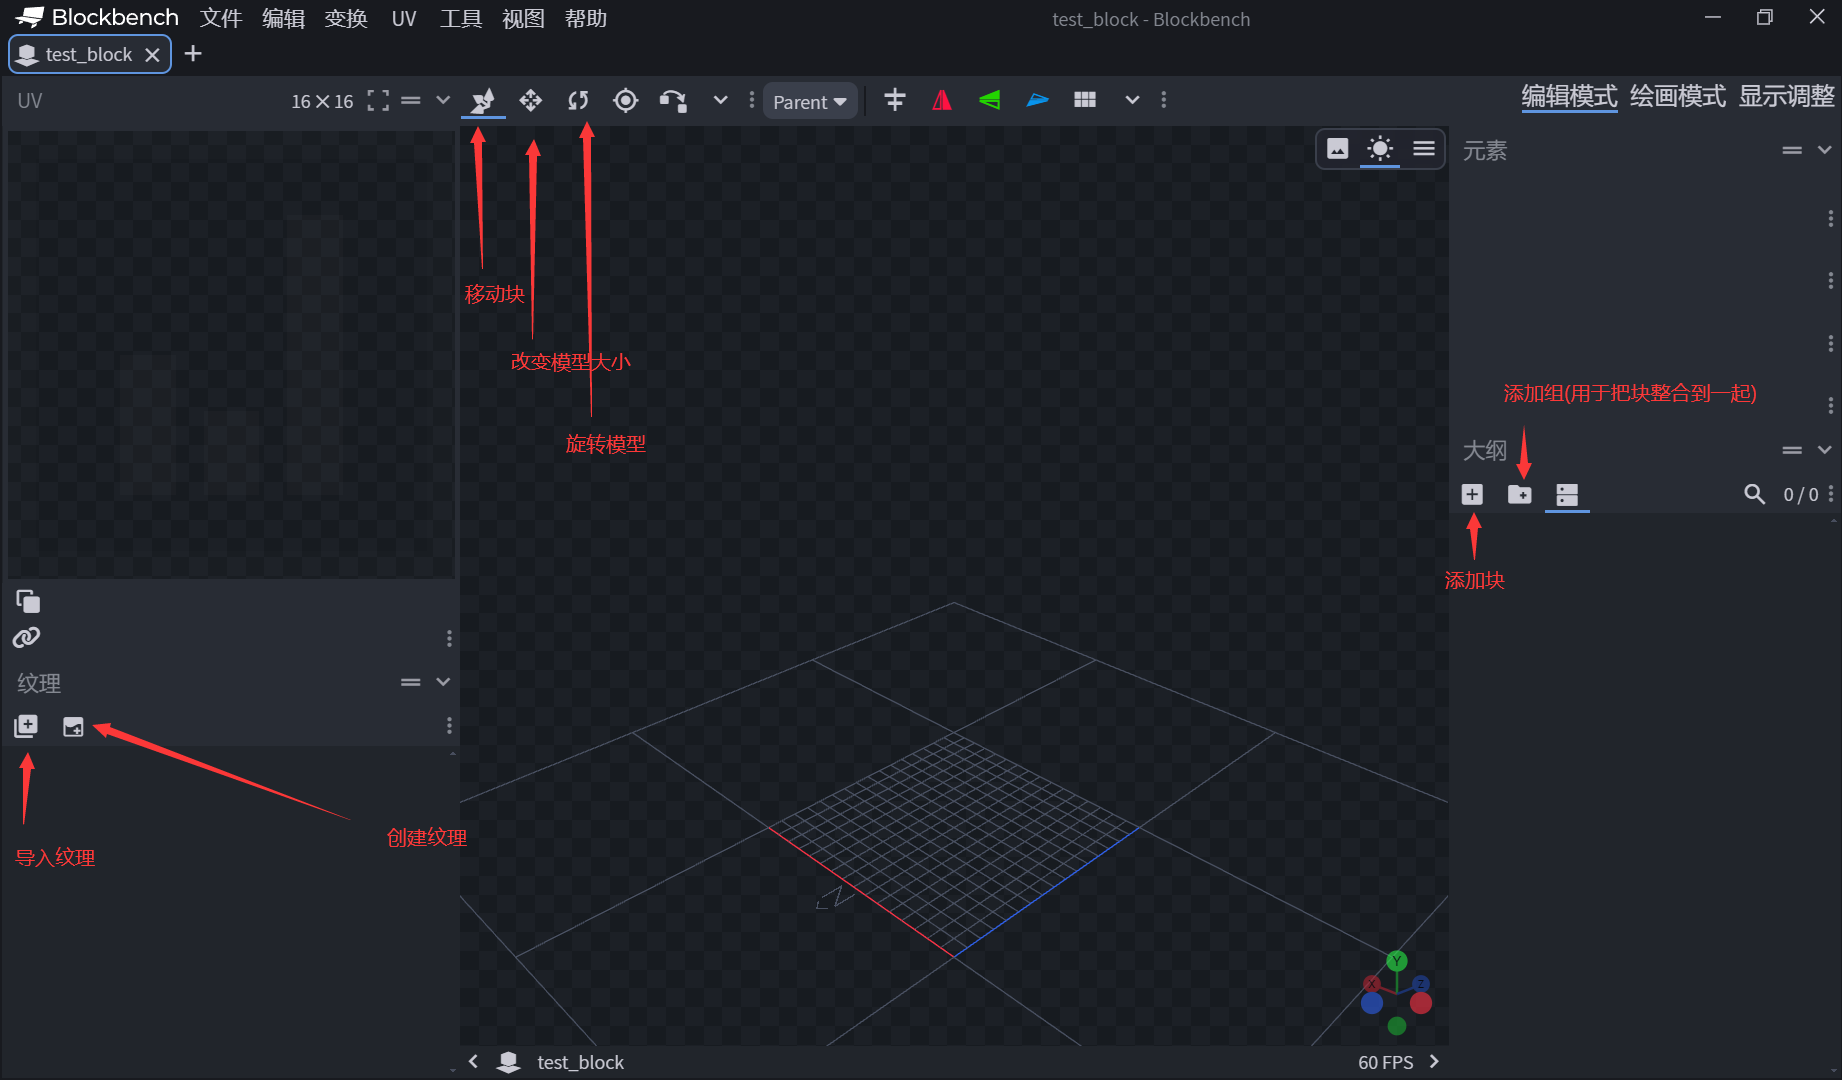 Blockbench 文件 编辑 变换 UV 工具 视图 帮助
test_block - Blockbench
test_block
UV
16×16
Parent
编辑模式 绘画模式 显示调整
元素
移动块
改变模型大小
旋转模型
添加组(用于把块整合到一起)
大纲
0 / 0
添加块
纹理
创建纹理
导入纹理
Y
X
Z
test_block
60 FPS